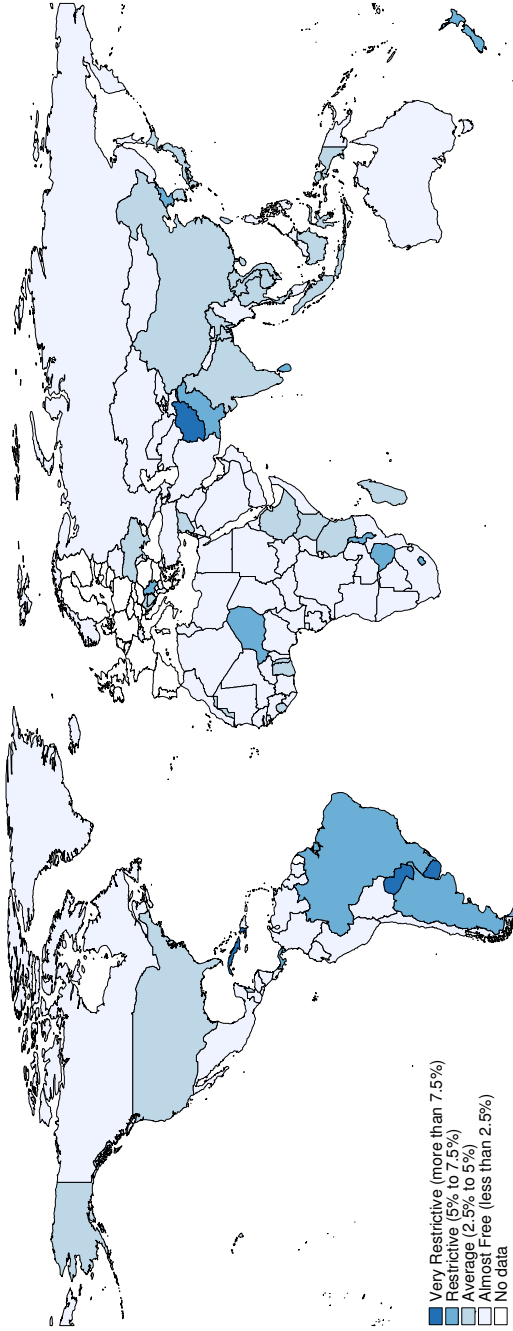 Very Restrictive (more than 7.5%)
Restrictive (5% to 7.5%)
Average (2.5% to 5%)
Almost Free (less than 2.5%)
No data